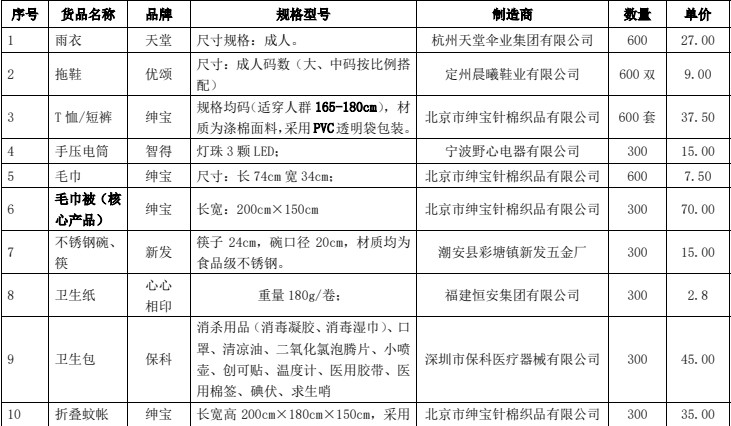 序号 货品名称 品牌 规格型号 制造商 数量 单价
1 雨衣 天堂 尺寸规格：成人。 杭州天堂伞业集团有限公司 600 27.00
2 拖鞋 优颂 尺寸：成人码数（大、中码按比例搭
配） 定州晨曦鞋业有限公司 600 双 9.00
3 T 恤/短裤 绅宝 规格均码（适穿人群 165-180cm），材
质为涤棉面料，采用 PVC 透明袋包装。 北京市绅宝针棉织品有限公司 600 套 37.50
4 手压电筒 智得 灯珠 3 颗 LED； 宁波野心电器有限公司 300 15.00
5 毛巾 绅宝 尺寸：长 74cm 宽 34cm； 北京市绅宝针棉织品有限公司 600 7.50
6 毛巾被（核
心产品） 绅宝 长宽：200cm×150cm 北京市绅宝针棉织品有限公司 300 70.00
7 不锈钢碗、
筷 新发 筷子 24cm，碗口径 20cm，材质均为
食品级不锈钢。 潮安县彩塘镇新发五金厂 300 15.00
8 卫生纸 心心
相印 重量 180g/卷； 福建恒安集团有限公司 300 2.8
9 卫生包 保科 消杀用品（消毒凝胶、消毒湿巾）、口
罩、清凉油、二氧化氯泡腾片、小喷
壶、创可贴、温度计、医用胶带、医
用棉签、碘伏、求生哨 深圳市保科医疗器械有限公司 300 45.00
10 折叠蚊帐 绅宝 长宽高 200cm×180cm×150cm，采用 北京市绅宝针棉织品有限公司 300 35.00